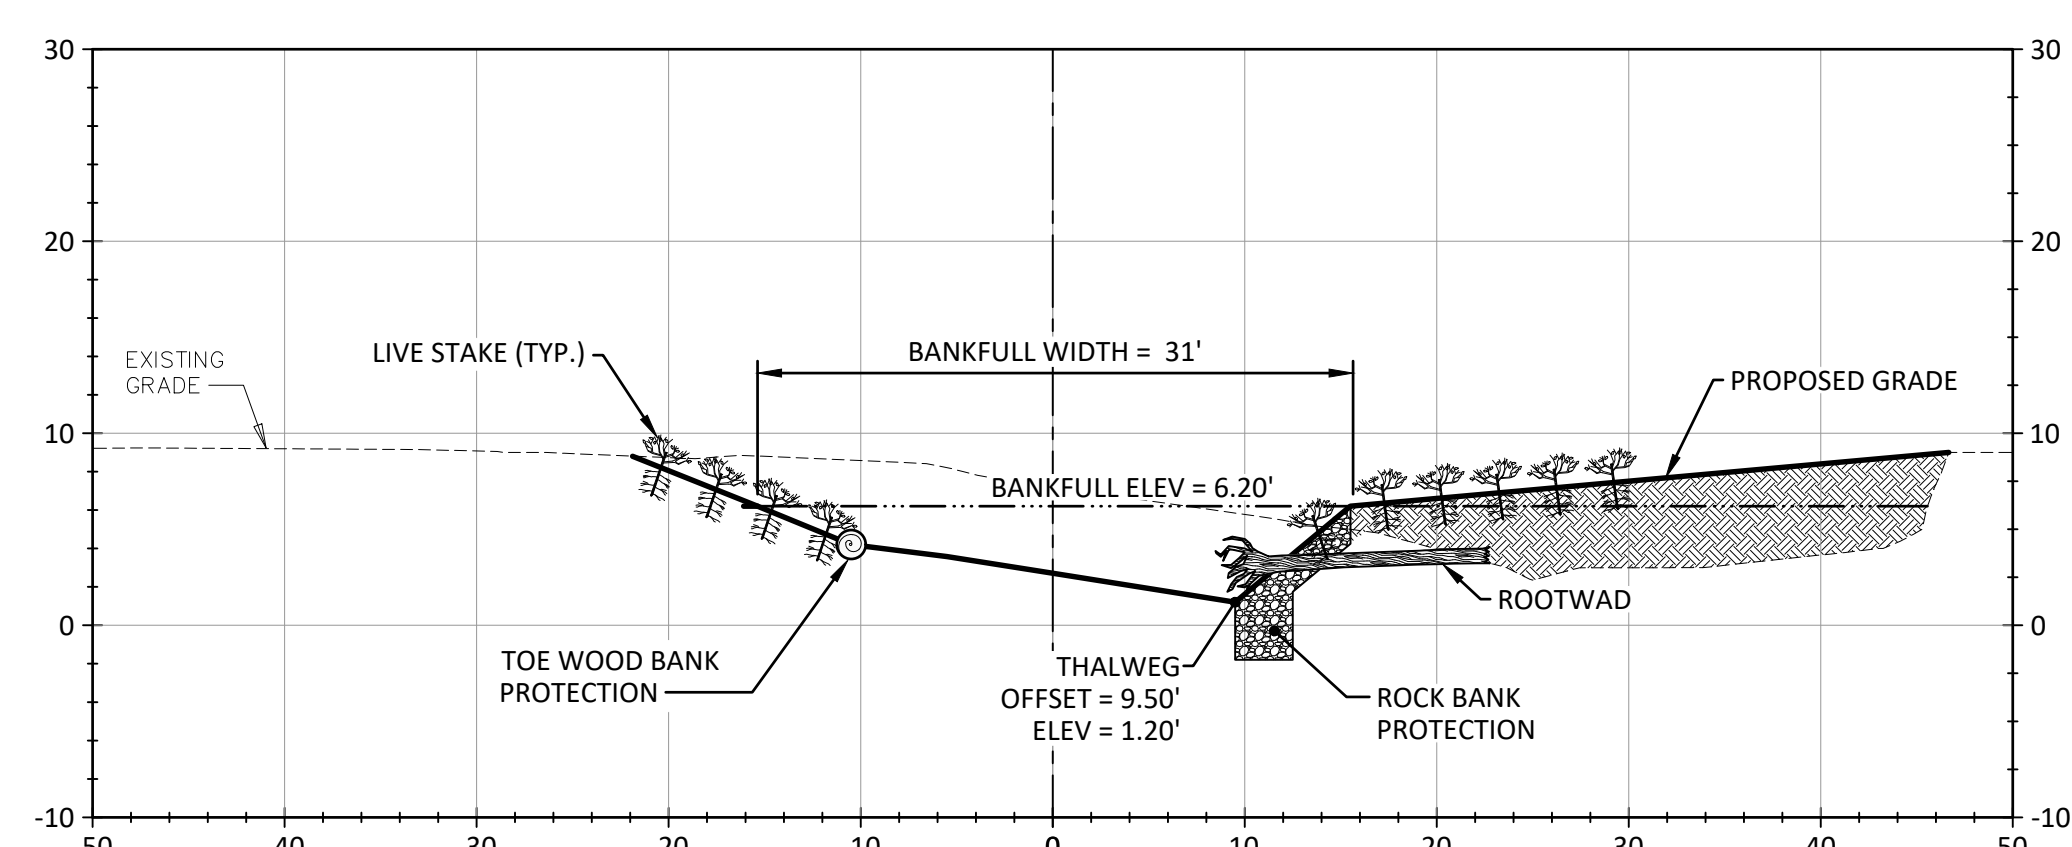 30
30
20
20
EXISTING
GRADE
LIVE STAKE (TYP.)
BANKFULL WIDTH = 31'
PROPOSED GRADE
10
10
BANKFULL ELEV = 6.20'
ROOTWAD
0
0
TOE WOOD BANK
PROTECTION
THALWEG
OFFSET = 9.50'
ELEV = 1.20'
ROCK BANK
PROTECTION
-10
-10
50 40 30 20 10 0 10 20 30 40 50